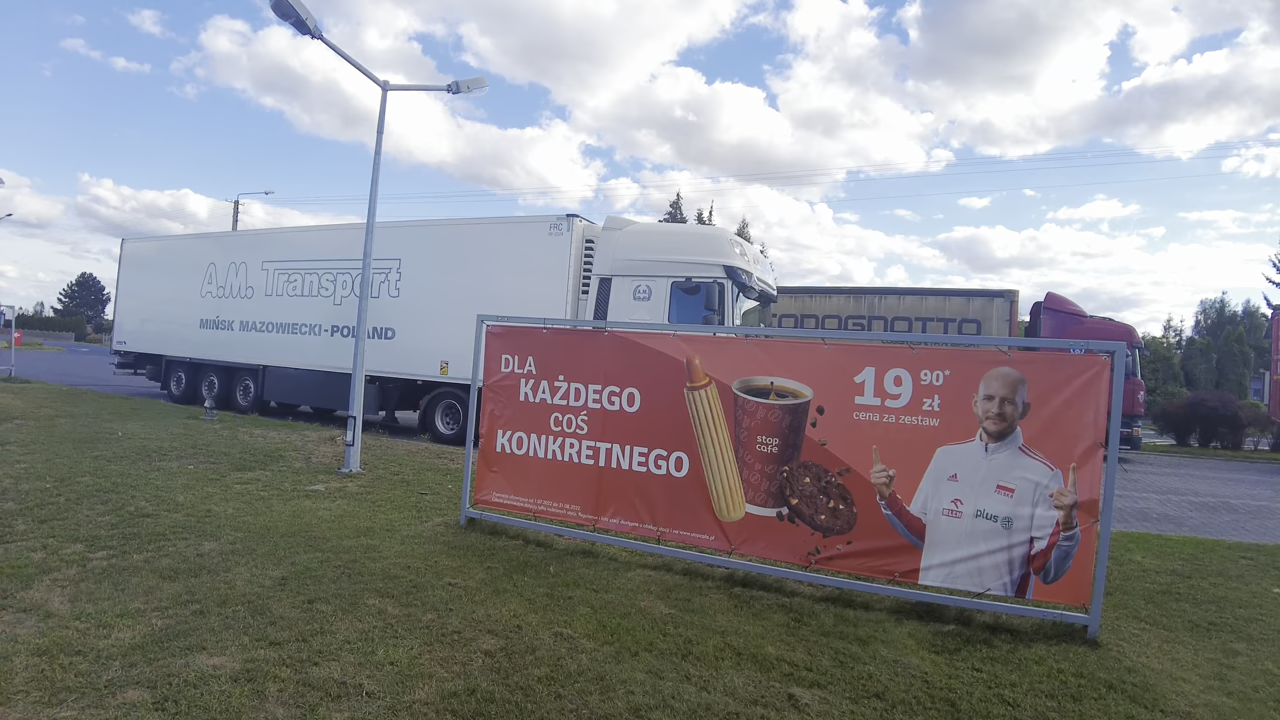 FRC
A.M. Transport
MIŃSK MAZOWIECKI-POLAND
A.M.
CODOGNOTTO
DLA
KAŻDEGO
COŚ
KONKRETNEGO
19 90*
zł
cena za zestaw
stop
cafe
POLSKA
ORLEN
plus